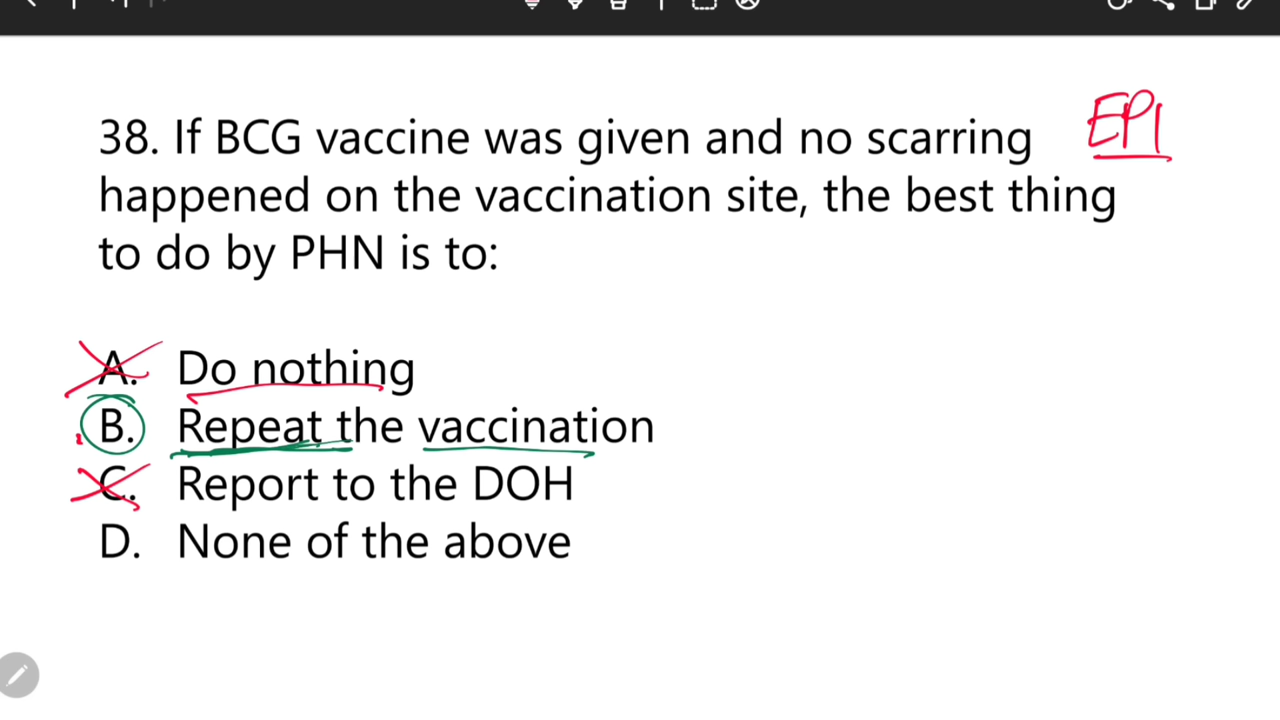 38. If BCG vaccine was given and no scarring EPI
happened on the vaccination site, the best thing
to do by PHN is to:
A. Do nothing
B. Repeat the vaccination
C. Report to the DOH
D. None of the above